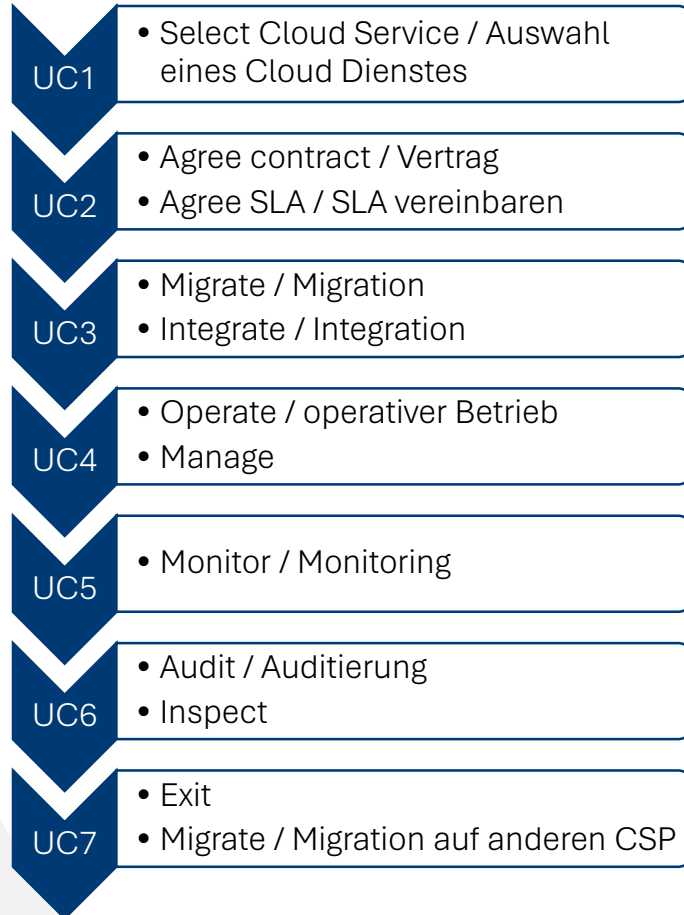 UC1
• Select Cloud Service / Auswahl
eines Cloud Dienstes
UC2
• Agree contract / Vertrag
• Agree SLA / SLA vereinbaren
UC3
• Migrate / Migration
• Integrate / Integration
UC4
• Operate / operativer Betrieb
• Manage
UC5
• Monitor / Monitoring
UC6
• Audit / Auditierung
• Inspect
UC7
• Exit
• Migrate / Migration auf anderen CSP